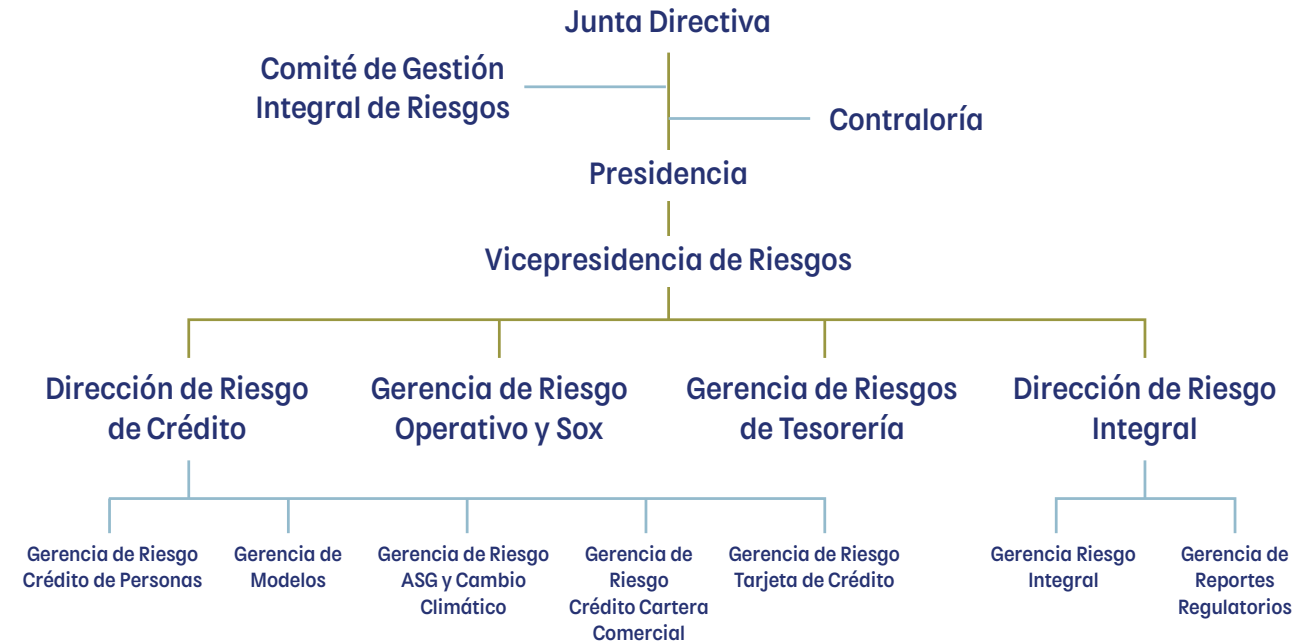 Junta Directiva
Comité de Gestión
Integral de Riesgos
Contraloría
Presidencia
Vicepresidencia de Riesgos
Dirección de Riesgo
de Crédito
Gerencia de Riesgo
Operativo y Sox
Gerencia de Riesgos
de Tesorería
Dirección de Riesgo
Integral
Gerencia de Riesgo
Crédito de Personas
Gerencia de
Modelos
Gerencia de Riesgo
ASG y Cambio
Climático
Gerencia de
Riesgo
Crédito Cartera
Comercial
Gerencia de Riesgo
Tarjeta de Crédito
Gerencia Riesgo
Integral
Gerencia de
Reportes
Regulatorios